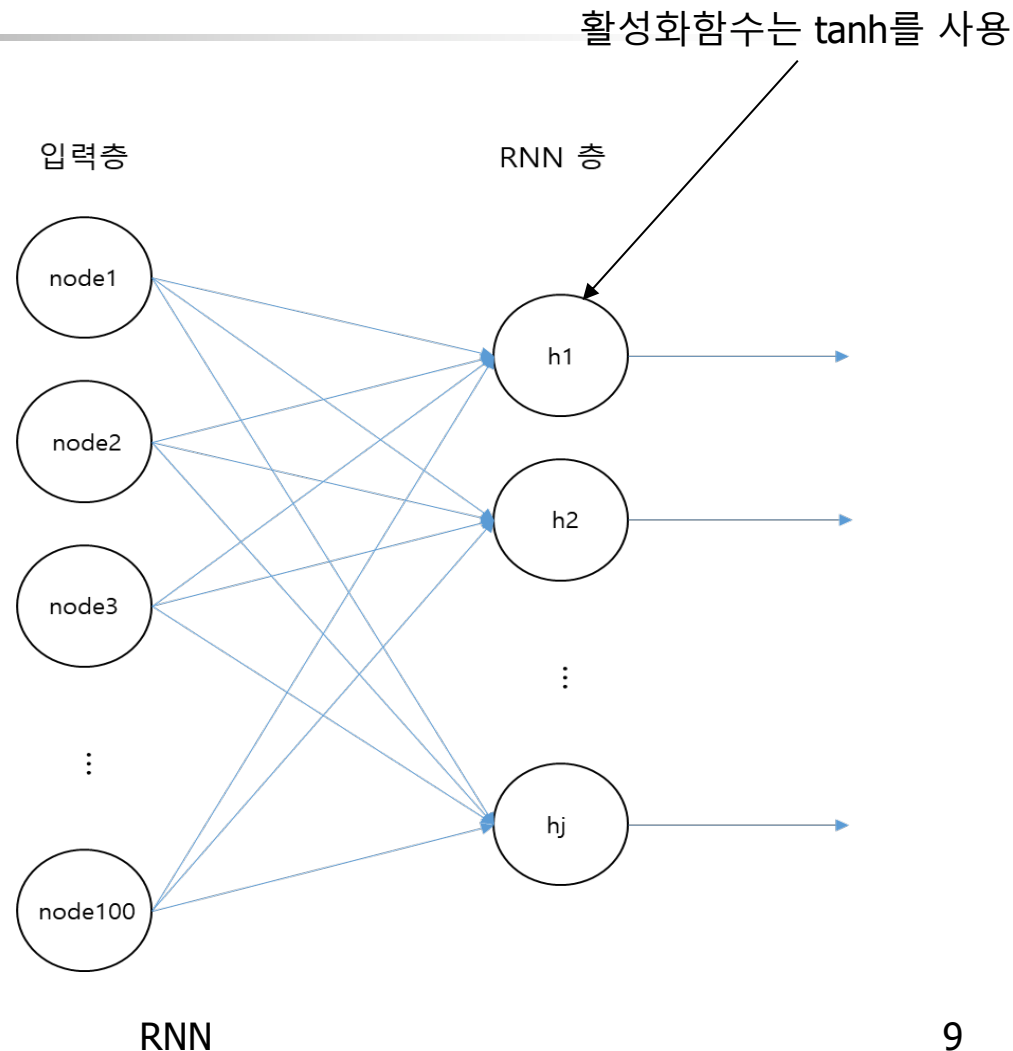 활성화함수는 tanh를 사용
입력층
RNN 층
node1
h1
node2
h2
node3
⋮
⋮
hj
node100
RNN
9